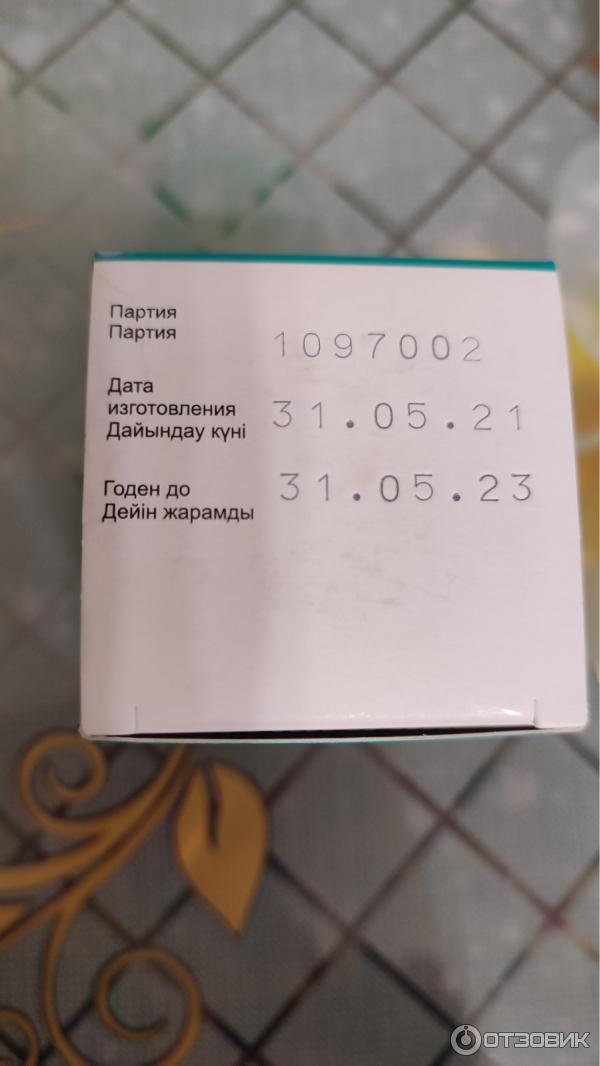 Партия
Партия
1097002
Дата
изготовления
Дайындау күні
31.05.21
Годен до
Дейін жарамды
31.05.23
ОТЗОВИК